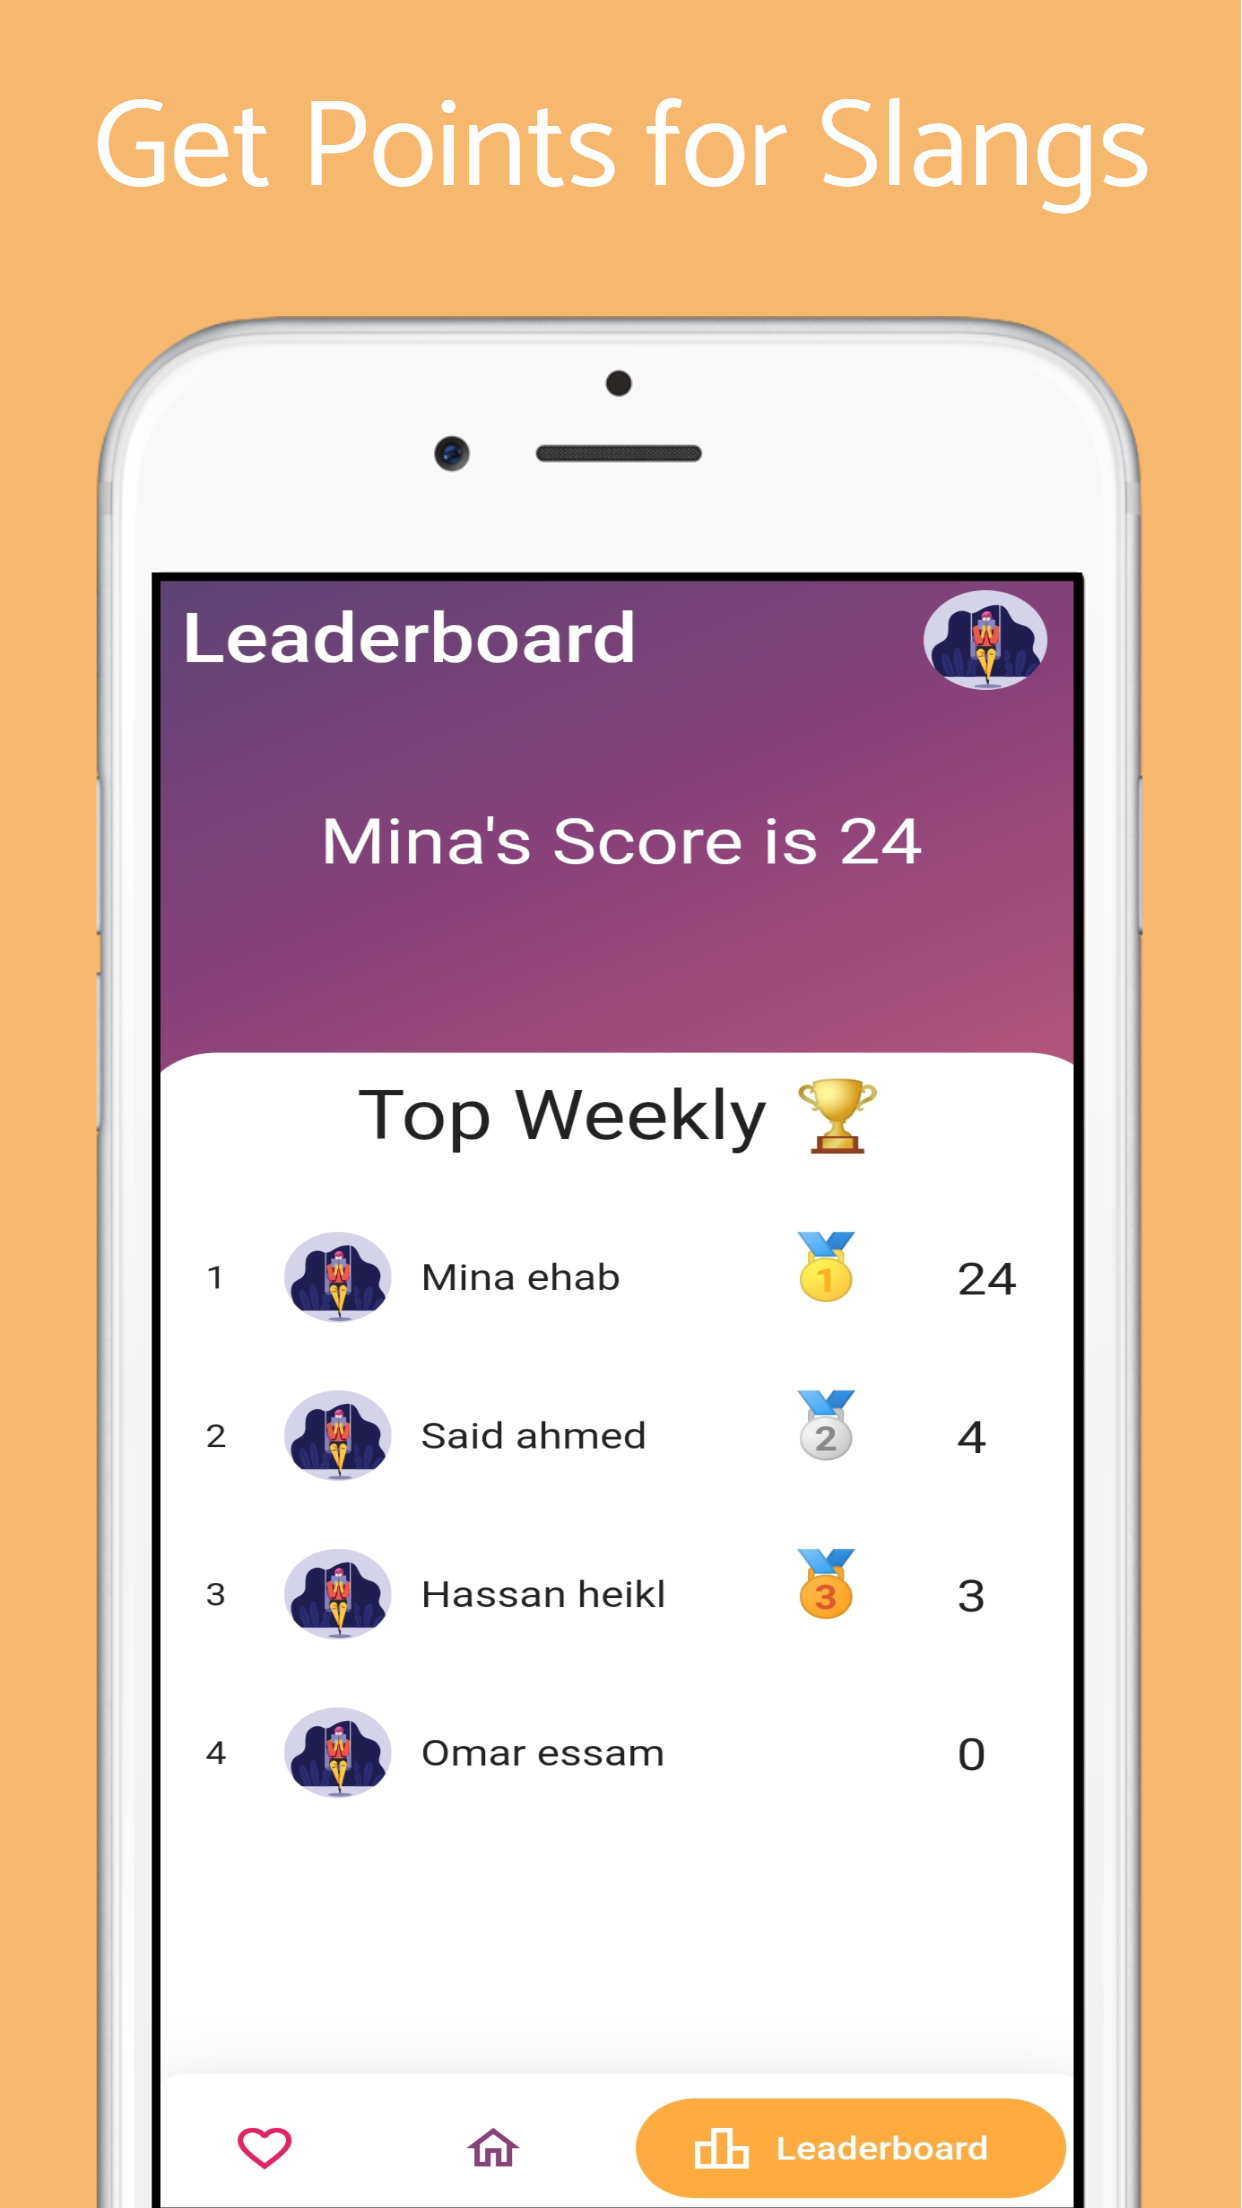 Get Points for Slangs
Leaderboard
Mina's Score is 24
Top Weekly
1 Mina ehab 1 24
2 Said ahmed 2 4
3 Hassan heikl 3 3
4 Omar essam 0
Leaderboard